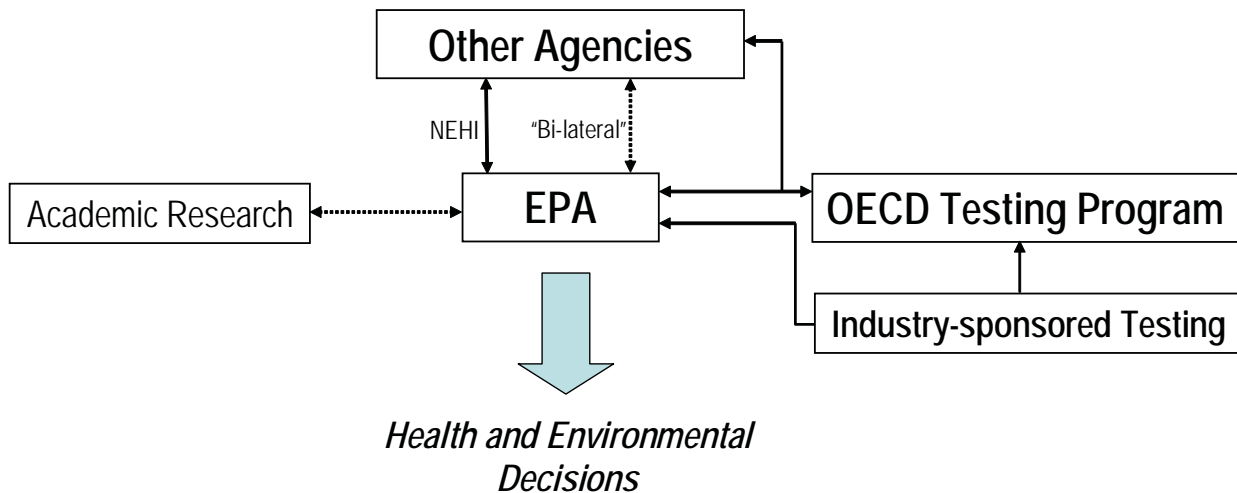 Other Agencies
NEHI
"Bi-lateral"
Academic Research
EPA
OECD Testing Program
Industry-sponsored Testing
Health and Environmental
Decisions